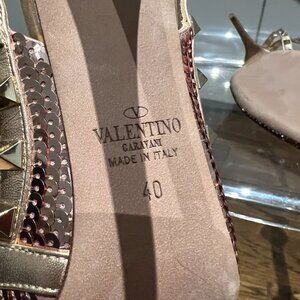 V
VALENTINO
GARAVANI
MADE IN ITALY
40